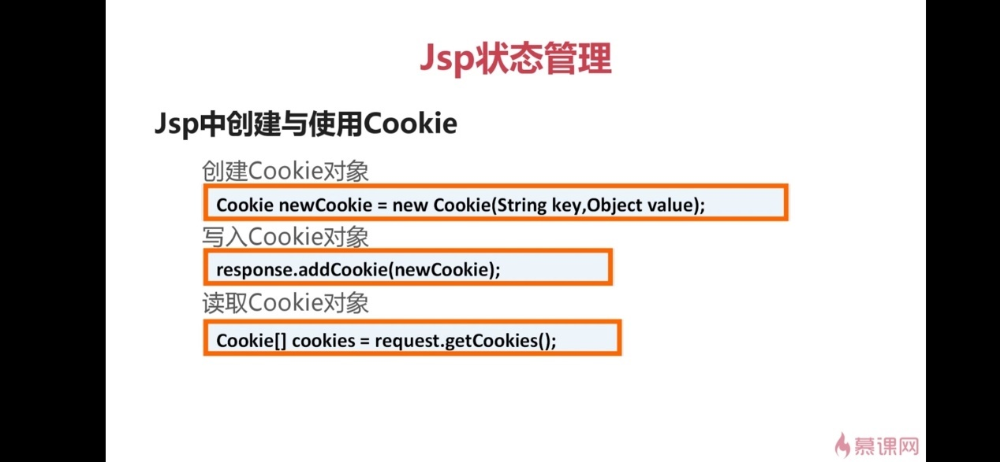 Jsp状态管理
Jsp中创建与使用Cookie
创建Cookie对象
Cookie newCookie = new Cookie(String key,Object value);
写入Cookie对象
response.addCookie(newCookie);
读取Cookie对象
Cookie[] cookies = request.getCookies();
慕课网